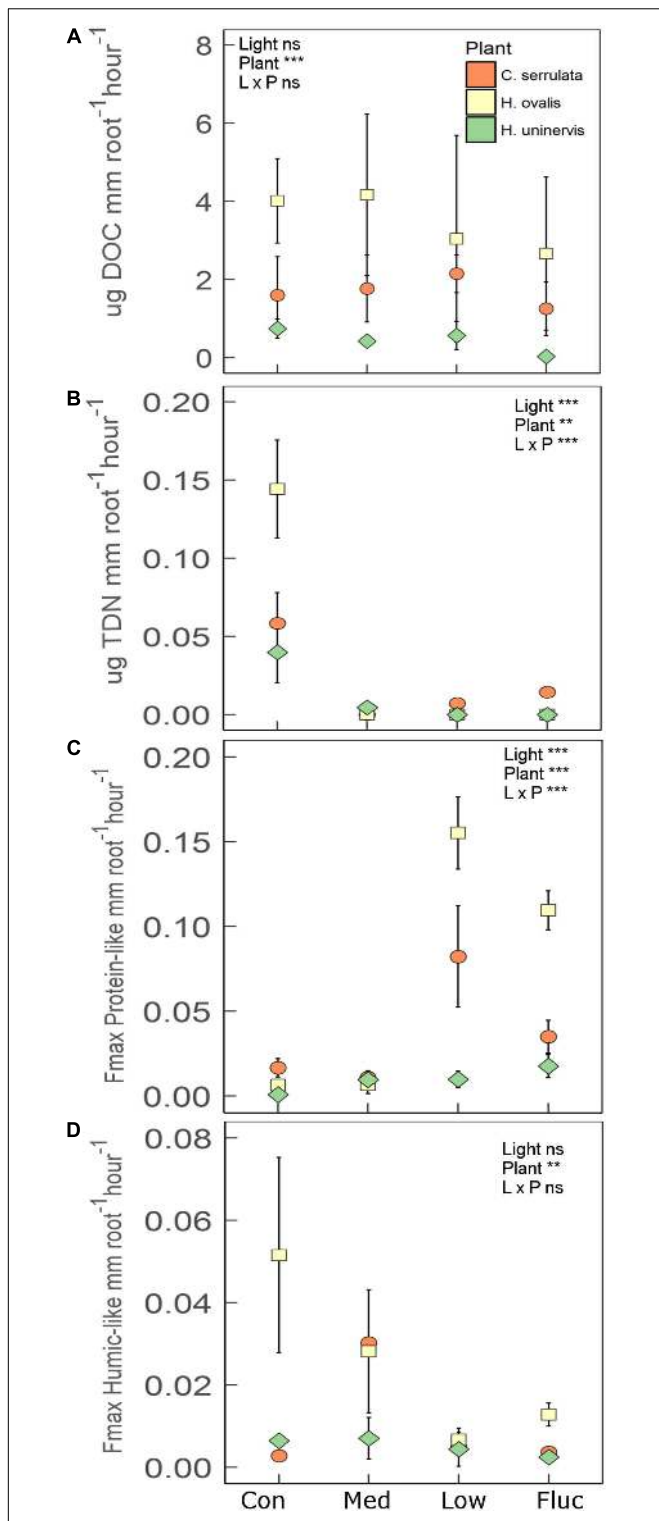 A
ug DOC mm root-1hour-1
8
6
4
2
0
Light ns
Plant ***
L x P ns
Plant
C. serrulata
H. ovalis
H. uninervis
B
ug TDN mm root-1hour-1
0.20
0.15
0.10
0.05
0.00
Light ***
Plant **
L x P ***
C
Fmax Protein-like mm root-1hour-1
0.20
0.15
0.10
0.05
0.00
Light ***
Plant ***
L x P ***
D
Fmax Humic-like mm root-1hour-1
0.08
0.06
0.04
0.02
0.00
Light ns
Plant **
L x P ns
Con Med Low Fluc